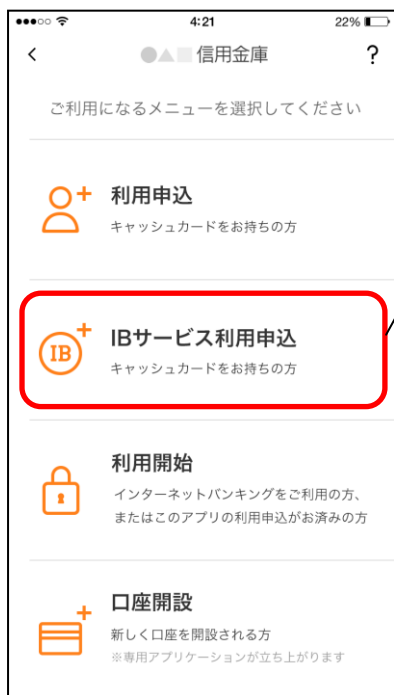 4:21
22%
●▲■信用金庫
?
ご利用になるメニューを選択してください
利用申込
キャッシュカードをお持ちの方
IB
IBサービス利用申込
キャッシュカードをお持ちの方
利用開始
インターネットバンキングをご利用の方、
またはこのアプリの利用申込がお済みの方
口座開設
新しく口座を開設される方
※専用アプリケーションが立ち上がります